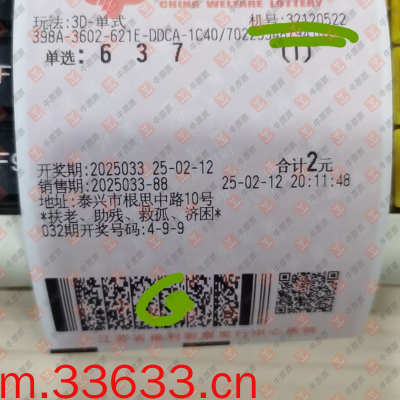 CHINA WELFARE LOTTERY
玩法:3D-单式
机号:32120522
398A-3602-621E-DDCA-1C40/
单选: 6 3 7 (1)
开奖期:2025033 25-02-12 合计2元
销售期:2025033-88 25-02-12 20:11:48
地址:泰兴市根思中路10号
*扶老、助残、救孤、济困*
032期开奖号码:4-9-9
G
m.33633.cn